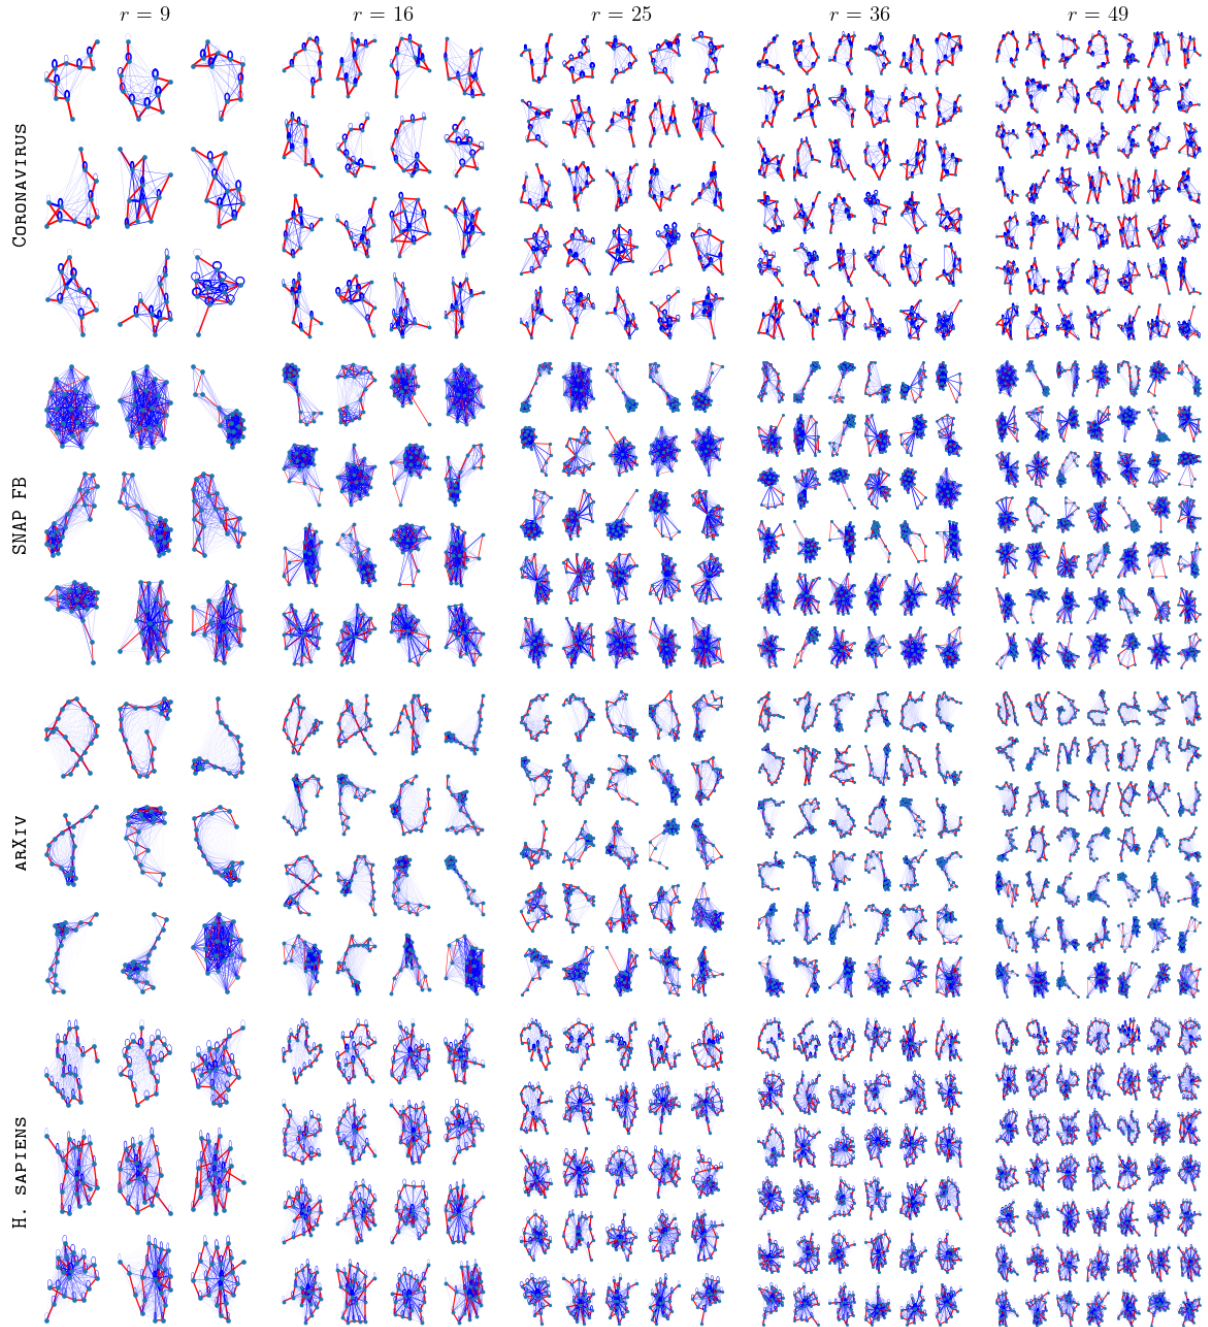 r = 9
r = 16
r = 25
r = 36
r = 49
CORONAVIRUS
SNAP FB
ARXIV
H. SAPIENS